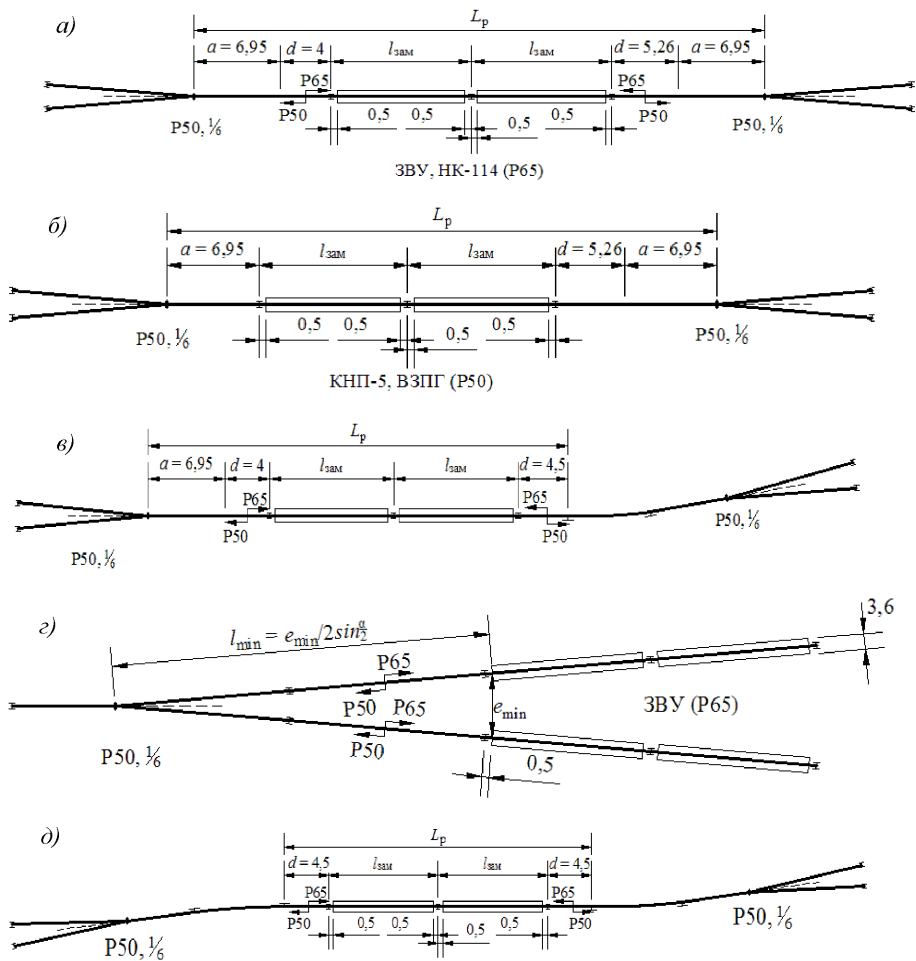 а)
Lр
a = 6,95 d = 4 lзам lзам d = 5,26 a = 6,95
Р65 Р65
Р50 Р50
Р50, 1/6 0,5 0,5 0,5 0,5 Р50, 1/6
ЗВУ, НК-114 (Р65)
б)
Lр
a = 6,95 lзам lзам d = 5,26 a = 6,95
Р50, 1/6 0,5 0,5 0,5 0,5 Р50, 1/6
КНП-5, ВЗПГ (Р50)
в)
Lр
a = 6,95 d = 4 lзам lзам d = 4,5
Р65 Р65
Р50 Р50
Р50, 1/6 Р50, 1/6
г)
lmin = emin/2sin α/2
3,6
Р65
Р50 Р65
Р50
emin
ЗВУ (Р65)
Р50, 1/6
0,5
д)
Lр
d = 4,5 lзам lзам d = 4,5
Р65 Р65
Р50 Р50
0,5 0,5 0,5 0,5
Р50, 1/6 Р50, 1/6